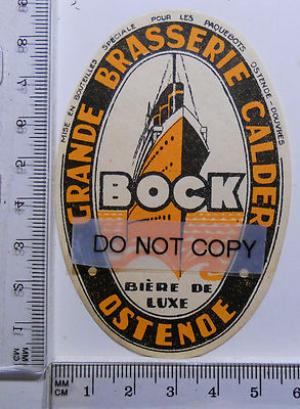 MISE EN BOUTEILLES SPÉCIALE POUR LES PAQUEBOTS OSTENDE-DOUVRES
GRANDE BRASSERIE CALDER
BOCK
DO NOT COPY
BIÈRE DE
LUXE
OSTENDE
MM
CM 1 2 3 4 5 6